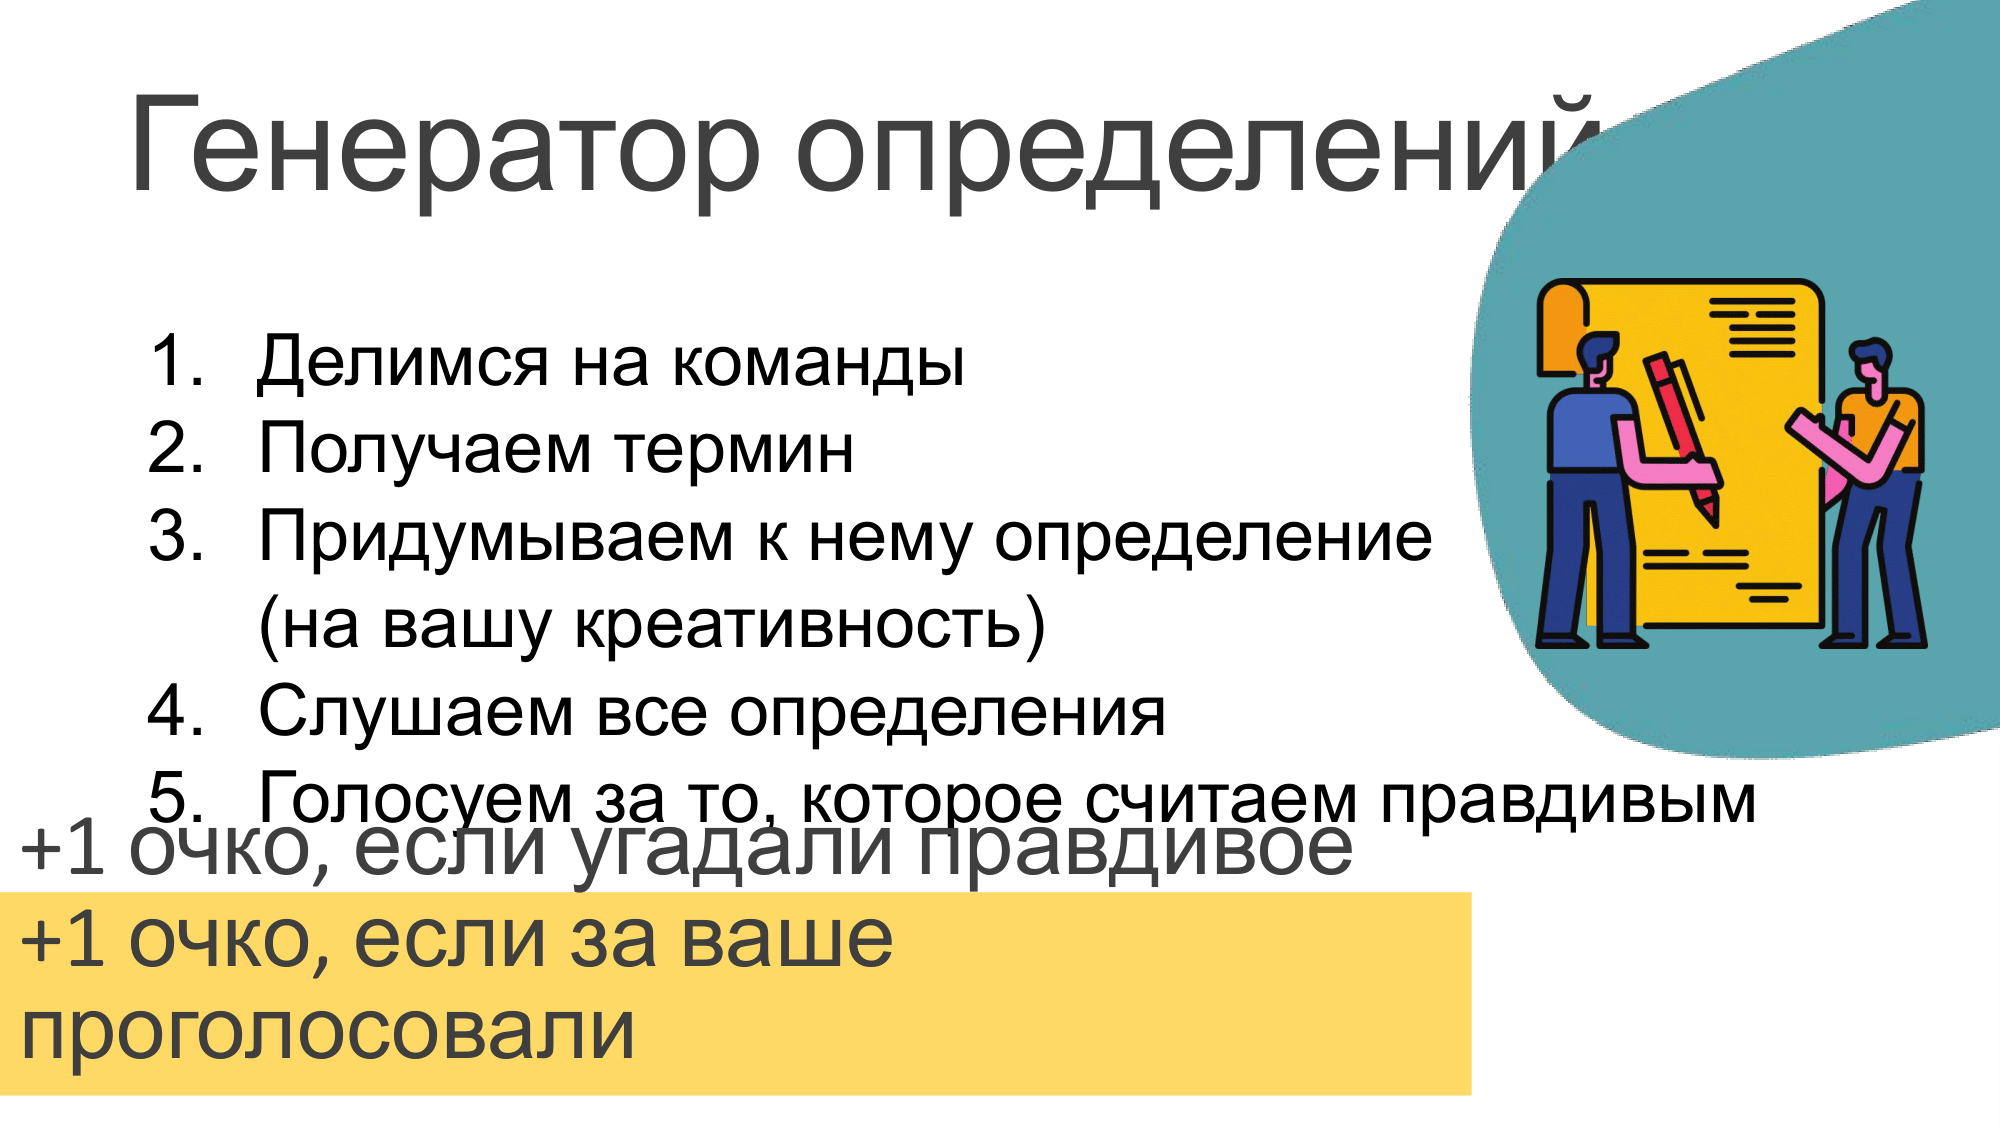 Генератор определений
1. Делимся на команды
2. Получаем термин
3. Придумываем к нему определение
(на вашу креативность)
4. Слушаем все определения
5. Голосуем за то, которое считаем правдивым
+1 очко, если угадали правдивое
+1 очко, если за ваше
проголосовали